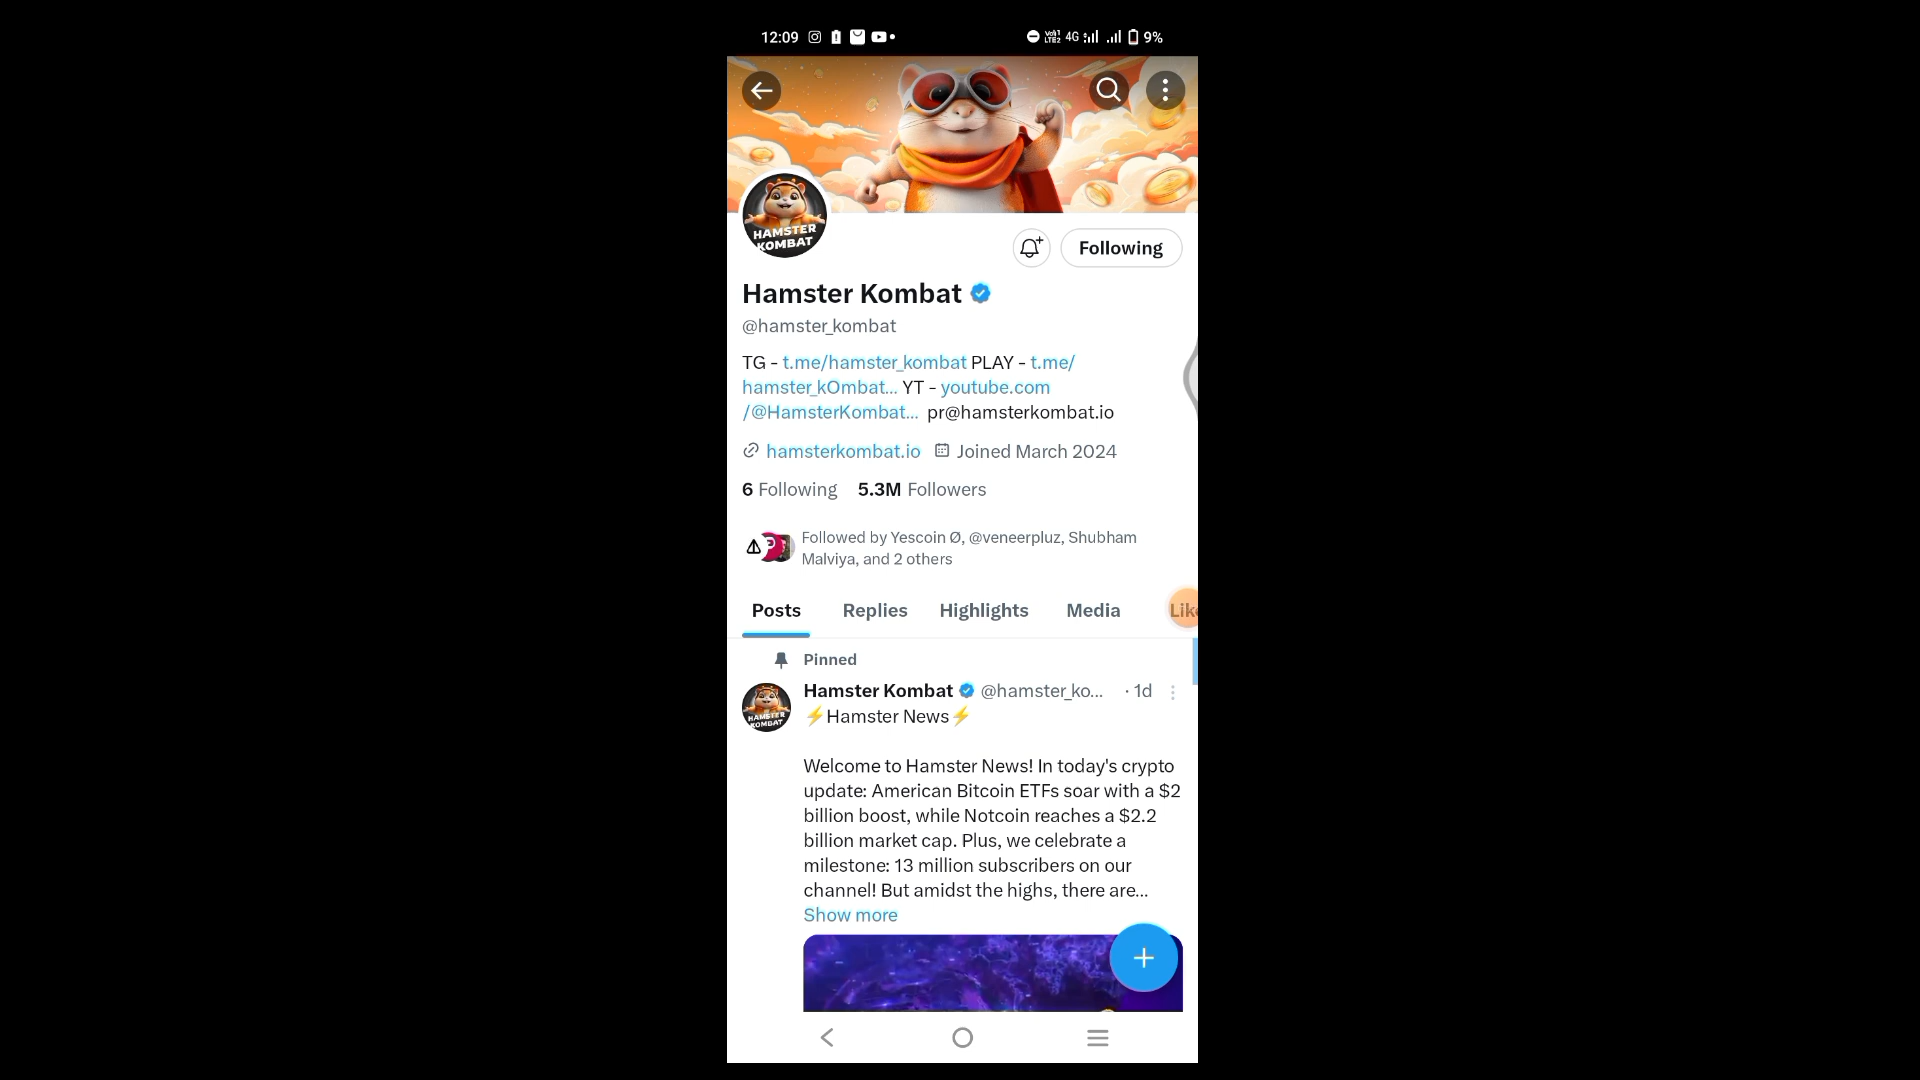 12:09 4G 9%
HAMSTER
KOMBAT
Following
Hamster Kombat
@hamster_kombat
TG - t.me/hamster_kombat PLAY - t.me/
hamster_kOmbat... YT - youtube.com
/@HamsterKombat... pr@hamsterkombat.io
hamsterkombat.io Joined March 2024
6 Following 5.3M Followers
Followed by Yescoin Ø, @veneerpluz, Shubham
Malviya, and 2 others
Posts Replies Highlights Media Like
Pinned
Hamster Kombat @hamster_ko... · 1d
HAMSTER
KOMBAT
⚡Hamster News⚡
Welcome to Hamster News! In today's crypto
update: American Bitcoin ETFs soar with a $2
billion boost, while Notcoin reaches a $2.2
billion market cap. Plus, we celebrate a
milestone: 13 million subscribers on our
channel! But amidst the highs, there are...
Show more